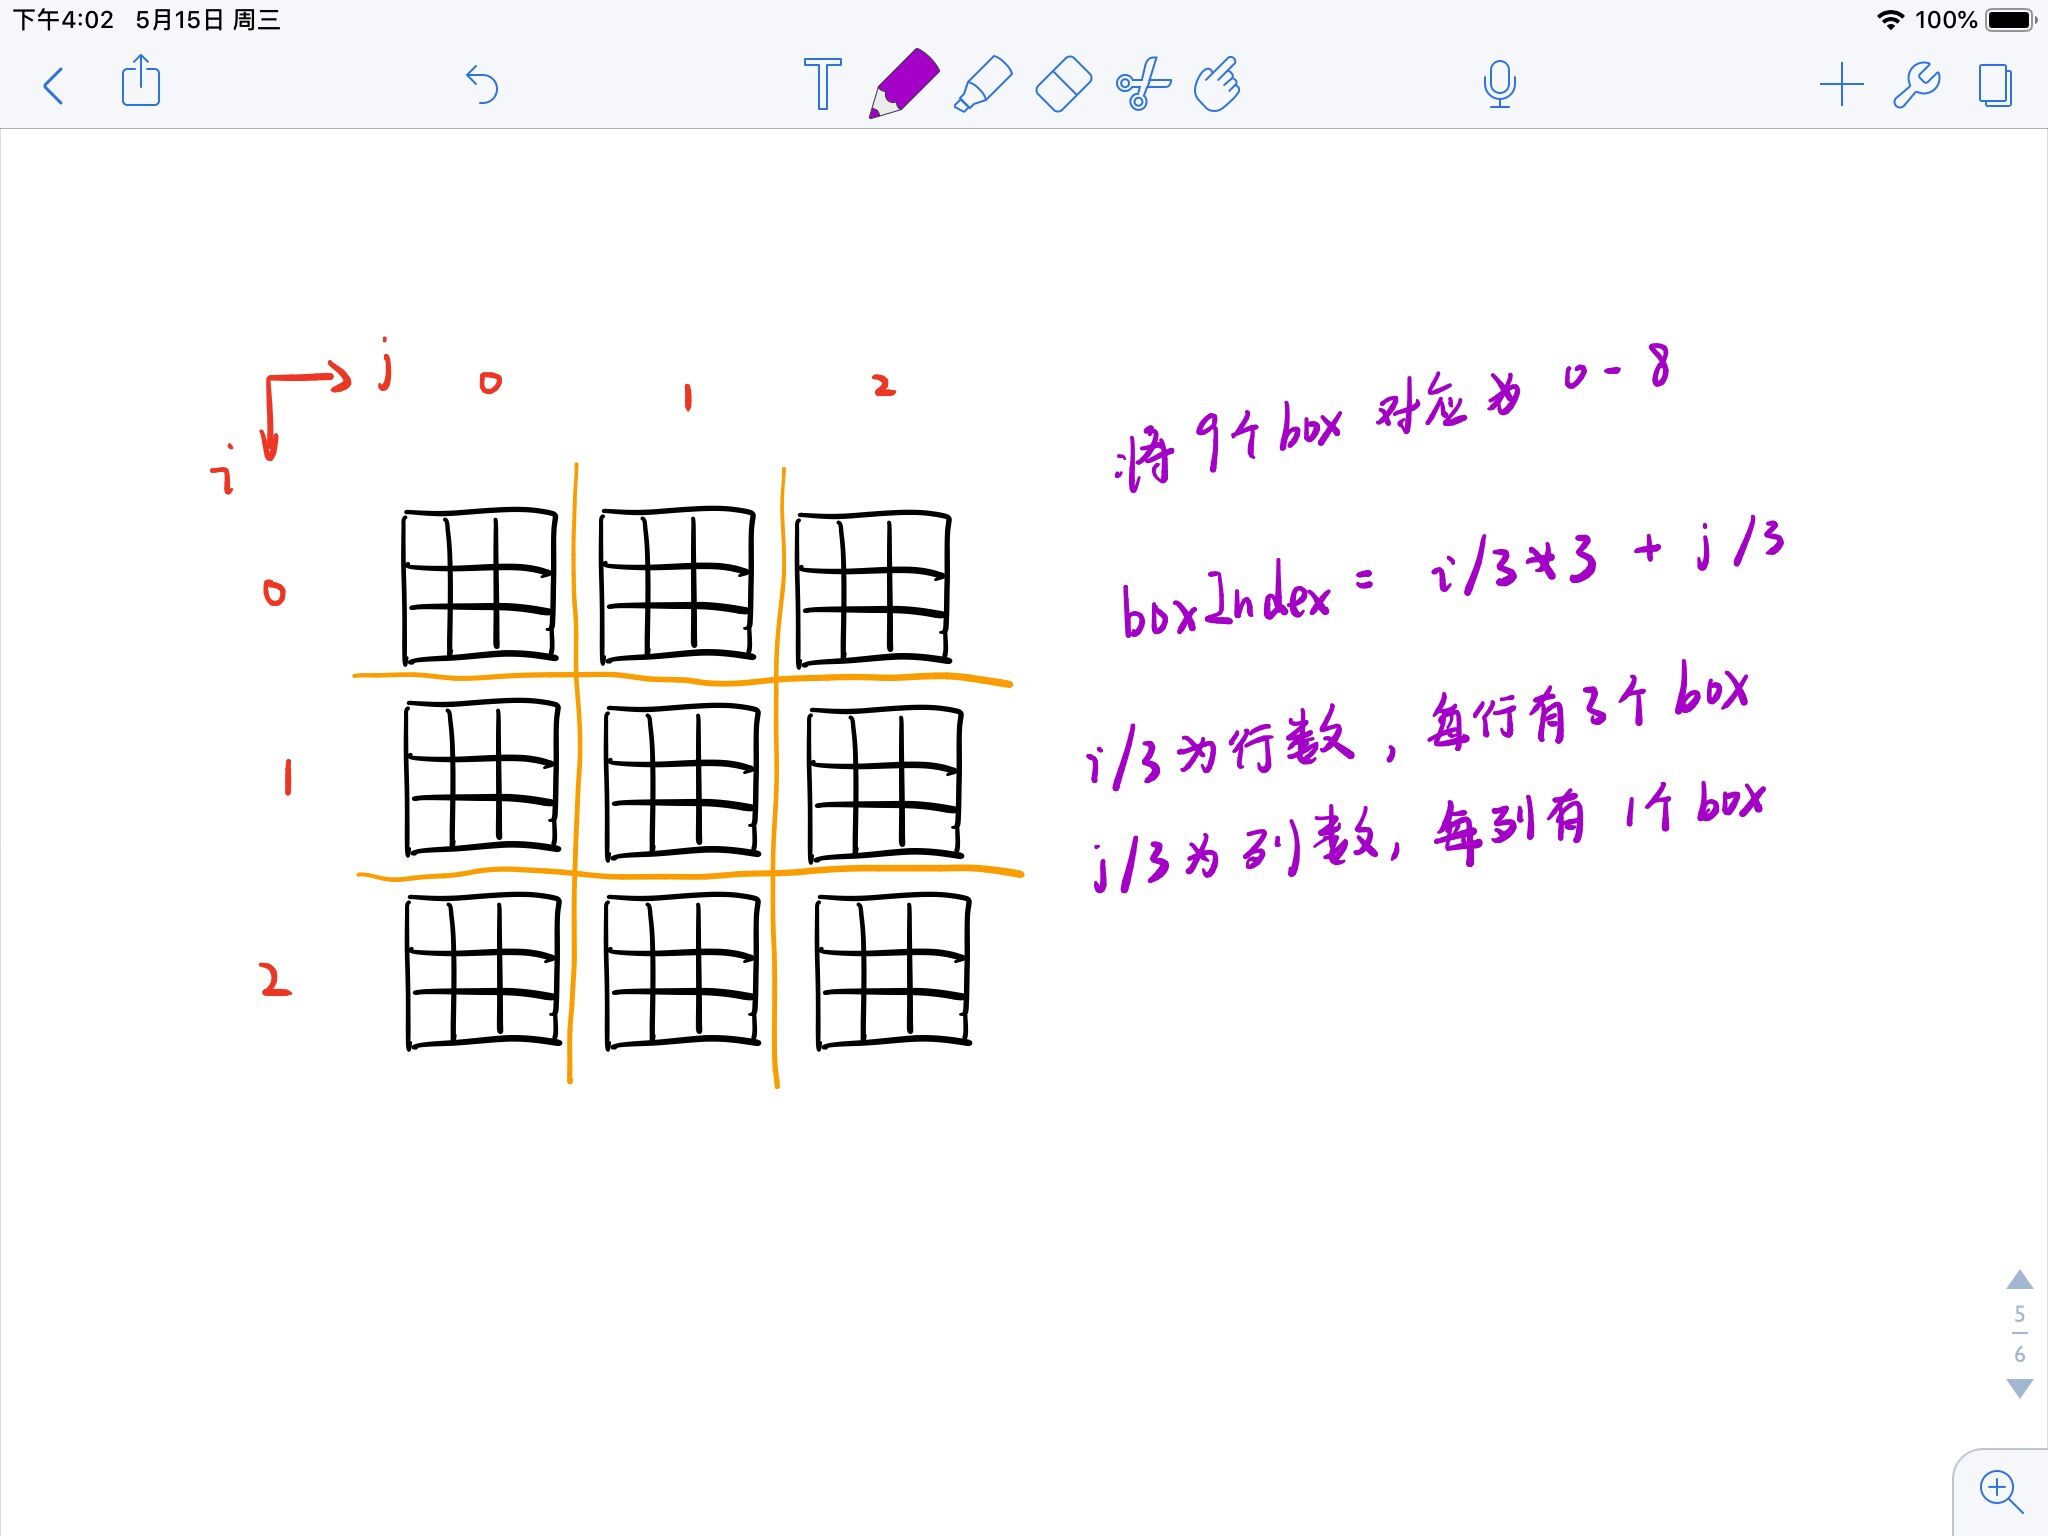 下午4:02 5月15日 周三
100%
T
j 0 1 2
i
0
1
2
将9个box对应为 0-8
boxIndex = i/3*3 + j/3
i/3为行数，每行有3个box
j/3为列数，每列有1个box
5
6